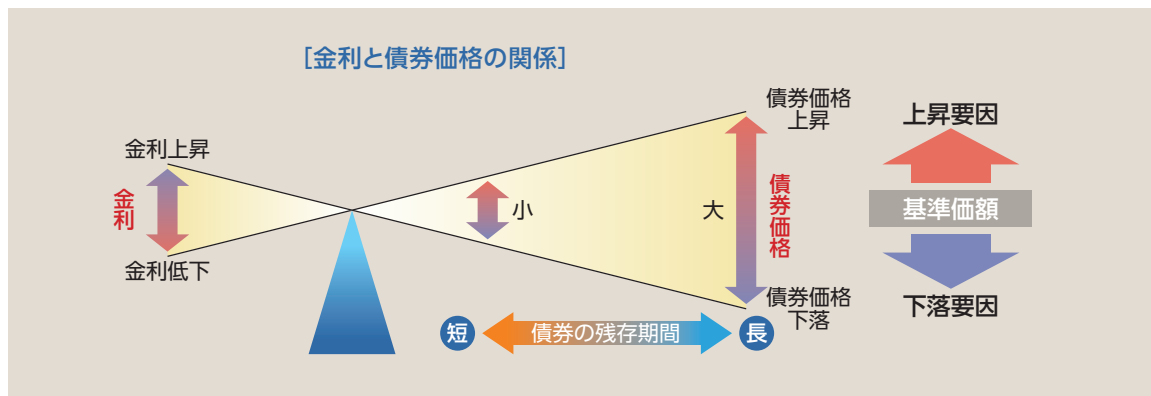 [金利と債券価格の関係]
金利上昇
金利
金利低下
小
大
債券価格
上昇
債券価格
債券価格
下落
短
債券の残存期間
長
上昇要因
基準価額
下落要因